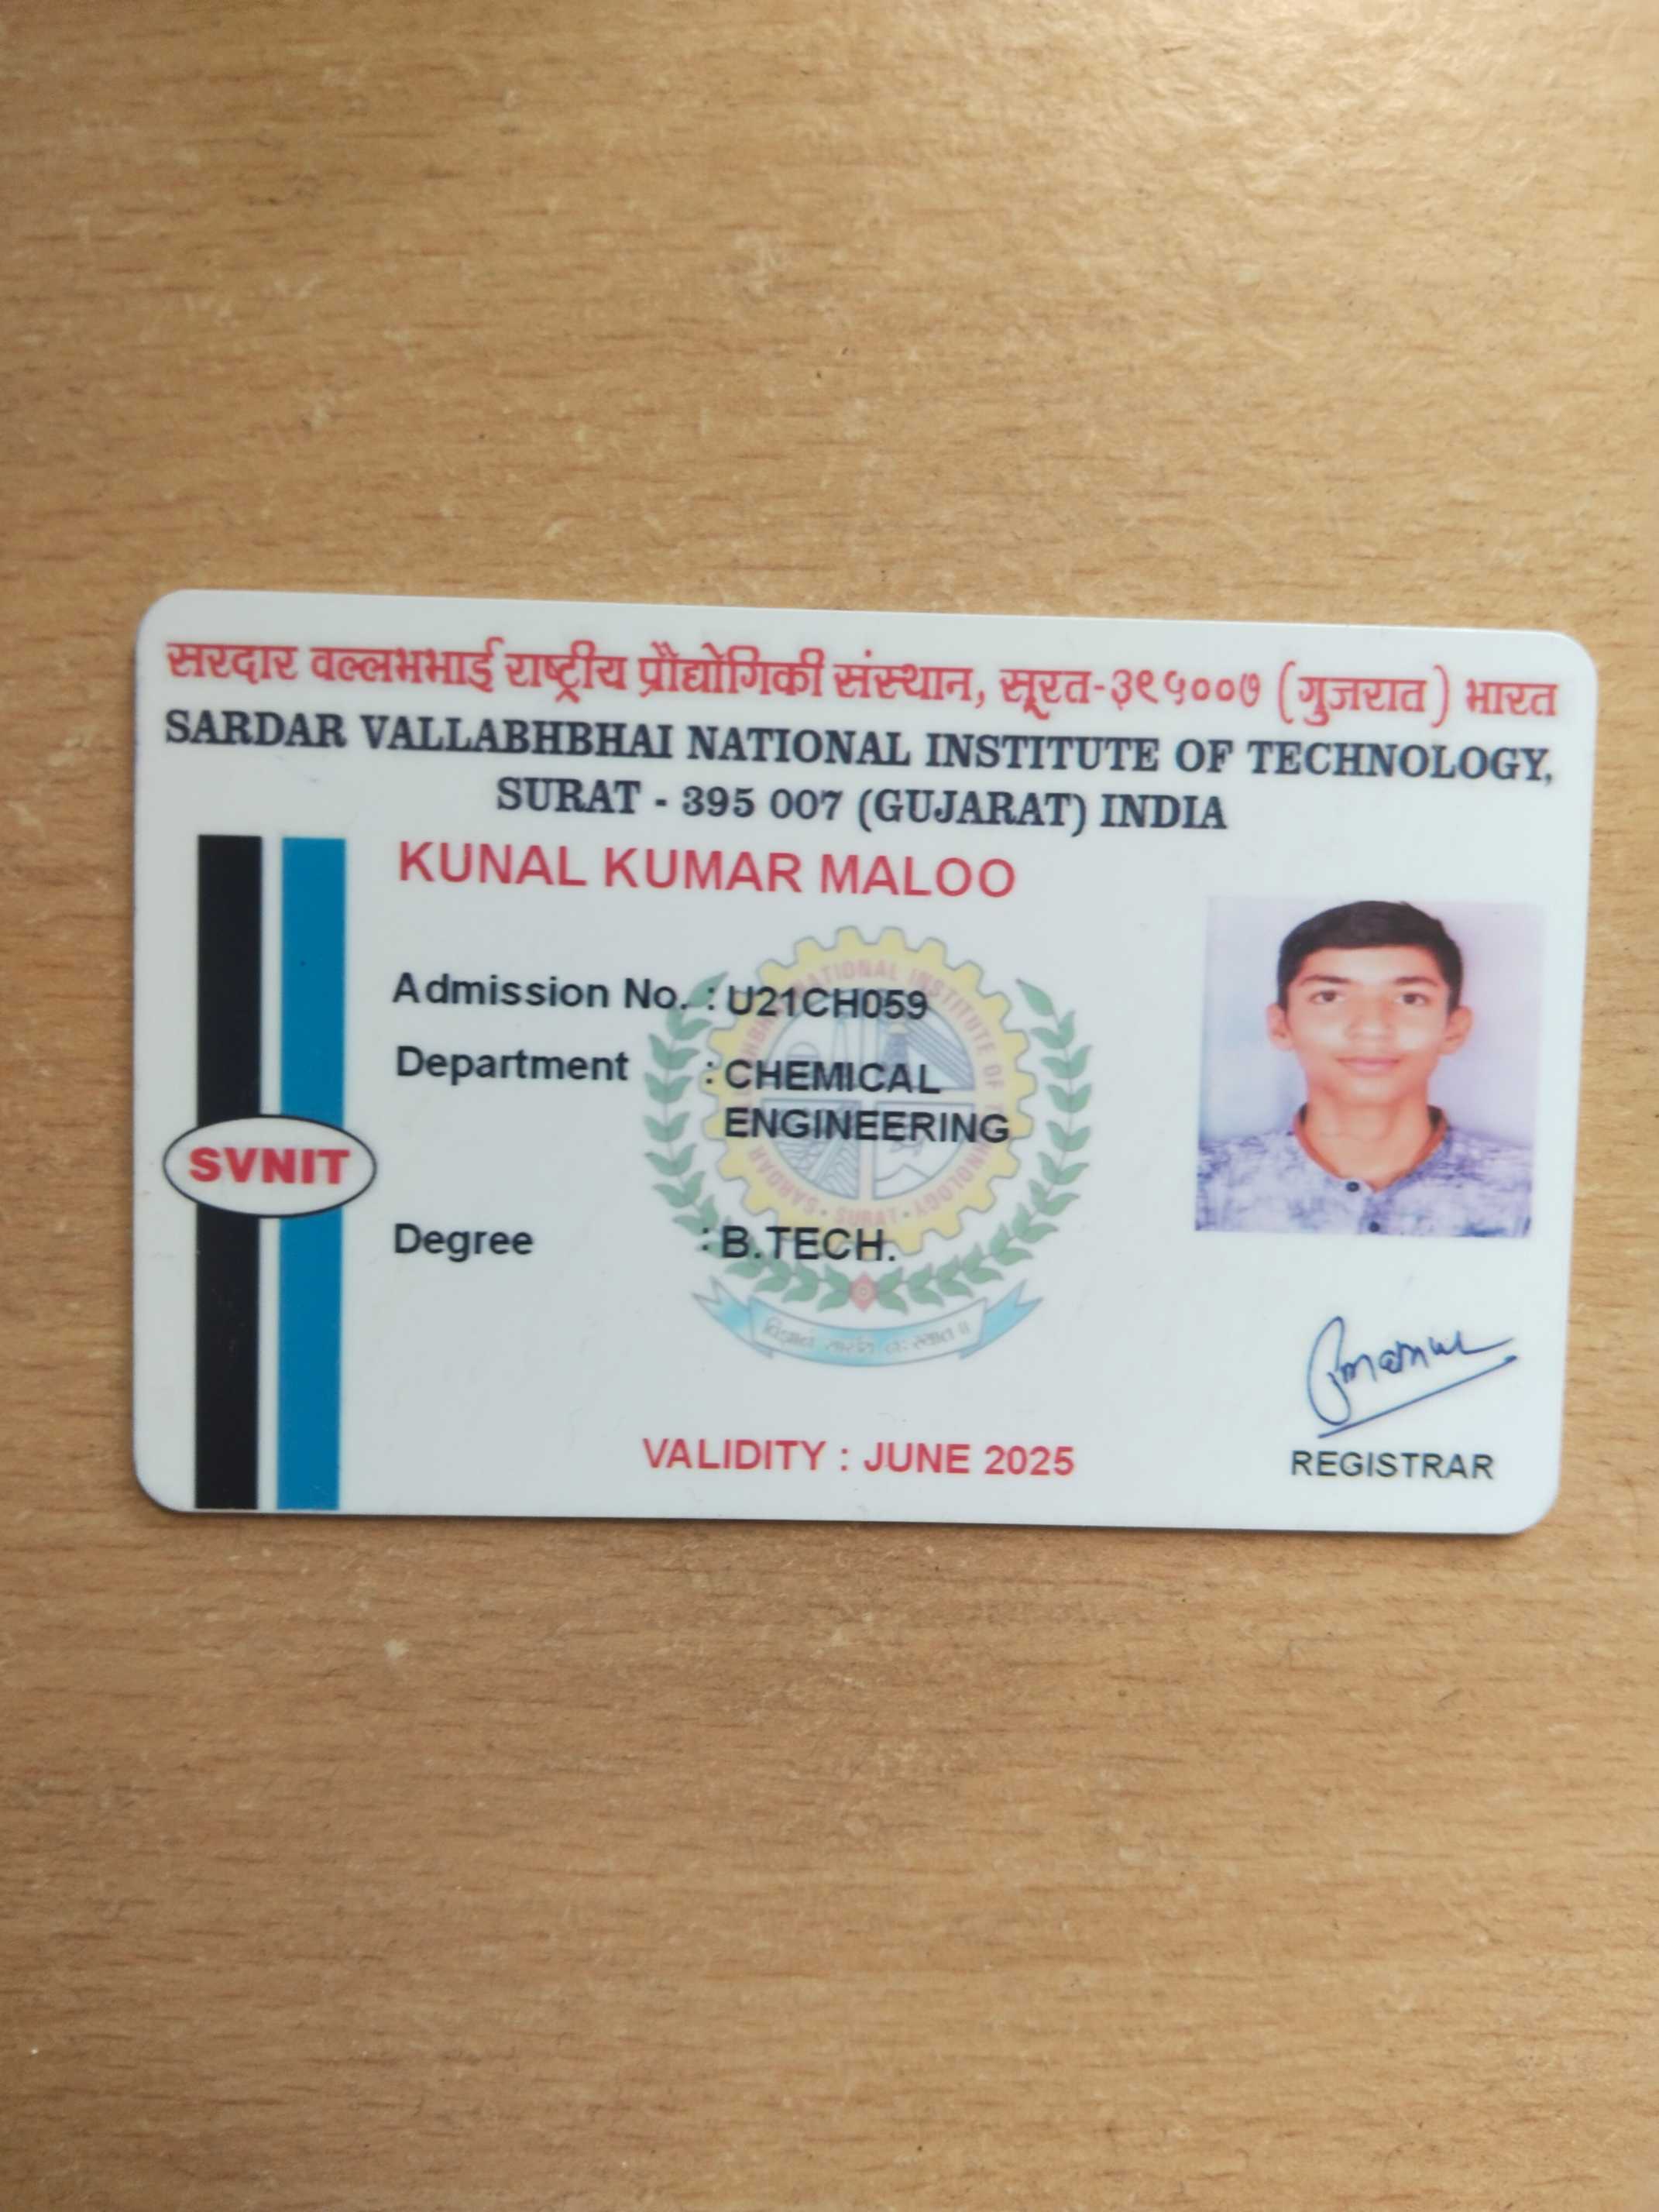 सरदार वल्लभभाई राष्ट्रीय प्रौद्योगिकी संस्थान, सूरत-३९५००७ (गुजरात) भारत
SARDAR VALLABHBHAI NATIONAL INSTITUTE OF TECHNOLOGY,
SURAT - 395 007 (GUJARAT) INDIA
KUNAL KUMAR MALOO
Admission No. : U21CH059
Department : CHEMICAL
ENGINEERING
SVNIT
Degree : B.TECH.
VALIDITY : JUNE 2025
REGISTRAR